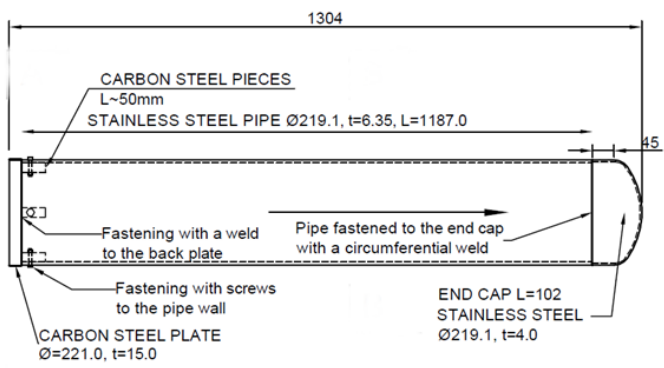 1304
CARBON STEEL PIECES
L~50mm
STAINLESS STEEL PIPE Ø219.1, t=6.35, L=1187.0
45
Fastening with a weld
to the back plate
Pipe fastened to the end cap
with a circumferential weld
Fastening with screws
to the pipe wall
END CAP L=102
STAINLESS STEEL
Ø219.1, t=4.0
CARBON STEEL PLATE
Ø=221.0, t=15.0